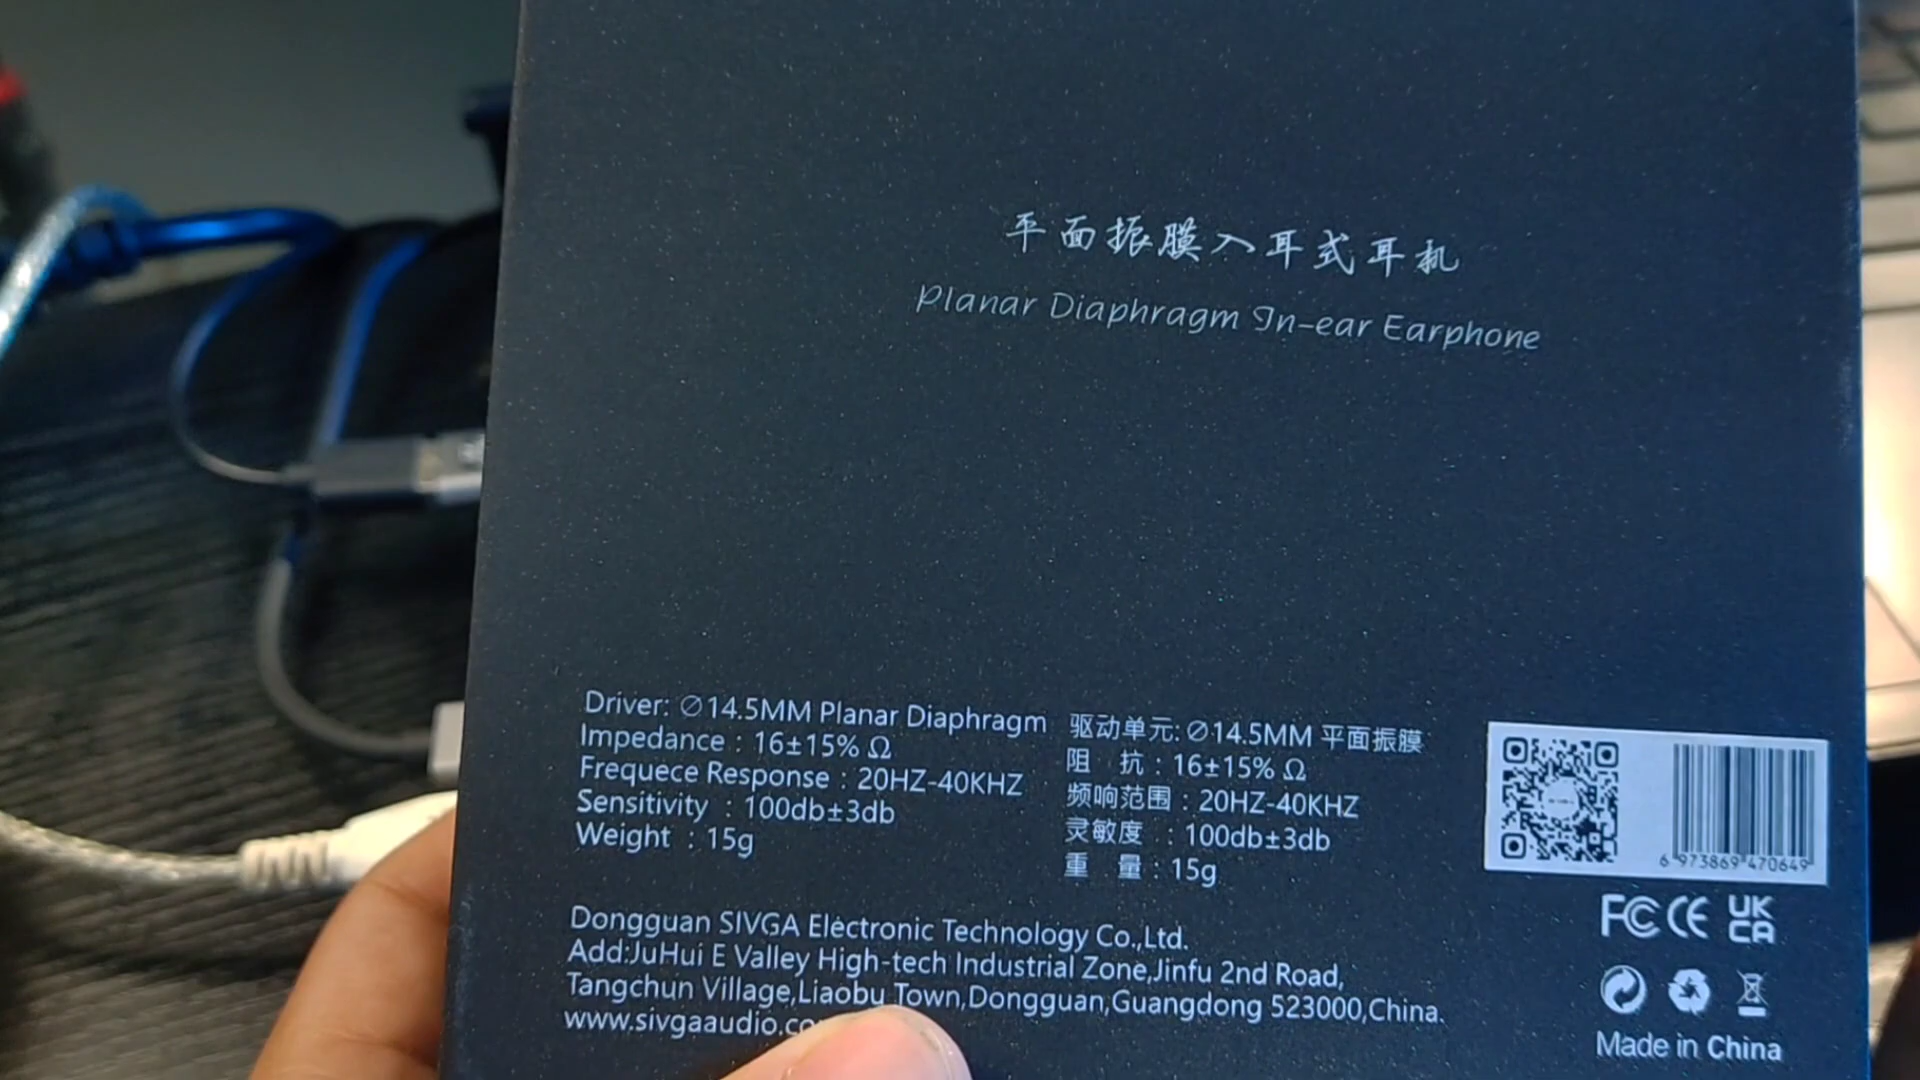 平面振膜入耳式耳机
Planar Diaphragm In-ear Earphone
Driver: ∅14.5MM Planar Diaphragm
Impedance : 16±15% Ω
Frequece Response : 20HZ-40KHZ
Sensitivity : 100db±3db
Weight : 15g
驱动单元: ∅14.5MM 平面振膜
阻 抗 : 16±15% Ω
频响范围 : 20HZ-40KHZ
灵敏度 : 100db±3db
重 量 : 15g
6 973869 470649
Dongguan SIVGA Electronic Technology Co.,Ltd.
Add:JuHui E Valley High-tech Industrial Zone,Jinfu 2nd Road,
Tangchun Village,Liaobu Town,Dongguan,Guangdong 523000,China.
www.sivgaaudio.co
FC CE UK CA
Made in China